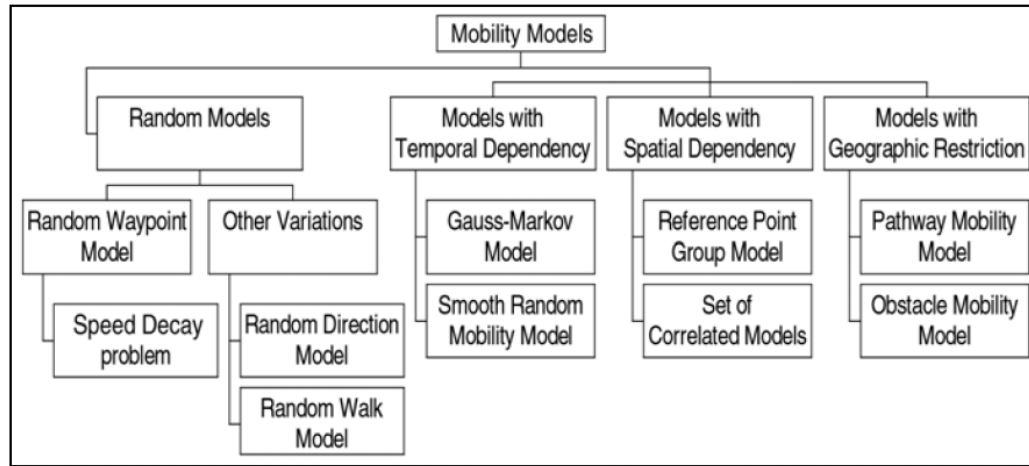 Mobility Models
Random Models
Models with
Temporal Dependency
Models with
Spatial Dependency
Models with
Geographic Restriction
Random Waypoint
Model
Other Variations
Gauss-Markov
Model
Reference Point
Group Model
Pathway Mobility
Model
Speed Decay
problem
Random Direction
Model
Smooth Random
Mobility Model
Set of
Correlated Models
Obstacle Mobility
Model
Random Walk
Model